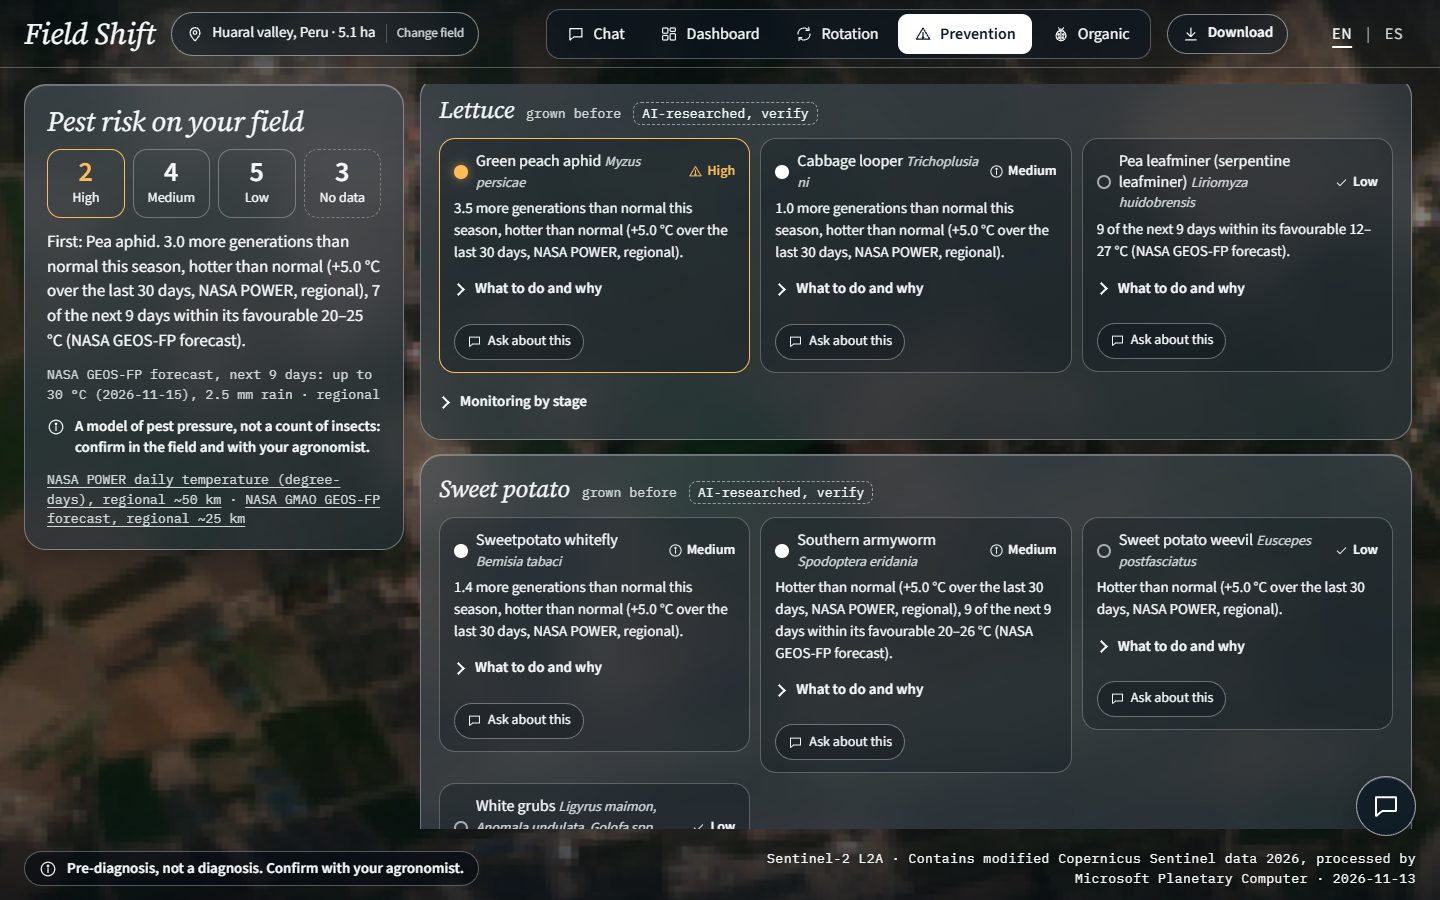 Field Shift
Huaral valley, Peru · 5.1 ha
Change field
Chat
Dashboard
Rotation
Prevention
Organic
Download
EN | ES
Pest risk on your field
2
High
4
Medium
5
Low
3
No data
First: Pea aphid. 3.0 more generations than
normal this season, hotter than normal (+5.0 °C
over the last 30 days, NASA POWER, regional), 7
of the next 9 days within its favourable 20–25
°C (NASA GEOS-FP forecast).
NASA GEOS-FP forecast, next 9 days: up to
30 °C (2026-11-15), 2.5 mm rain · regional
A model of pest pressure, not a count of insects:
confirm in the field and with your agronomist.
NASA POWER daily temperature (degree-
days), regional ~50 km · NASA GMAO GEOS-FP
forecast, regional ~25 km
Lettuce grown before AI-researched, verify
Green peach aphid Myzus
persicae
High
3.5 more generations than normal this
season, hotter than normal (+5.0 °C over the
last 30 days, NASA POWER, regional).
What to do and why
Ask about this
Cabbage looper Trichoplusia
ni
Medium
1.0 more generations than normal this
season, hotter than normal (+5.0 °C over the
last 30 days, NASA POWER, regional).
What to do and why
Ask about this
Pea leafminer (serpentine
leafminer) Liriomyza
huidobrensis
Low
9 of the next 9 days within its favourable 12–
27 °C (NASA GEOS-FP forecast).
What to do and why
Ask about this
Monitoring by stage
Sweet potato grown before AI-researched, verify
Sweetpotato whitefly
Bemisia tabaci
Medium
1.4 more generations than normal this
season, hotter than normal (+5.0 °C over the
last 30 days, NASA POWER, regional).
What to do and why
Ask about this
Southern armyworm
Spodoptera eridania
Medium
Hotter than normal (+5.0 °C over the last 30
days, NASA POWER, regional), 9 of the next 9
days within its favourable 20–26 °C (NASA
GEOS-FP forecast).
What to do and why
Ask about this
Sweet potato weevil Euscepes
postfasciatus
Low
Hotter than normal (+5.0 °C over the last 30
days, NASA POWER, regional).
What to do and why
Ask about this
White grubs Ligyrus maimon,
Anomala undulata, Golofa spp.
Low
Pre-diagnosis, not a diagnosis. Confirm with your agronomist.
Sentinel-2 L2A · Contains modified Copernicus Sentinel data 2026, processed by
Microsoft Planetary Computer · 2026-11-13